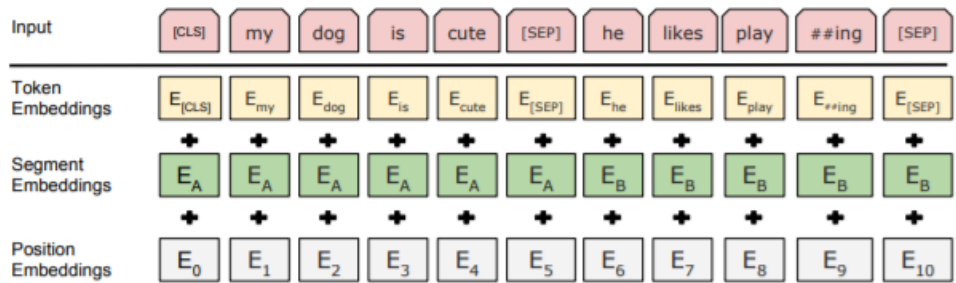 Input [CLS] my dog is cute [SEP] he likes play ##ing [SEP]
Token
Embeddings E[CLS] Emy Edog Eis Ecute E[SEP] Ehe Elikes Eplay E##ing E[SEP]
Segment
Embeddings EA EA EA EA EA EA EB EB EB EB EB
Position
Embeddings E0 E1 E2 E3 E4 E5 E6 E7 E8 E9 E10